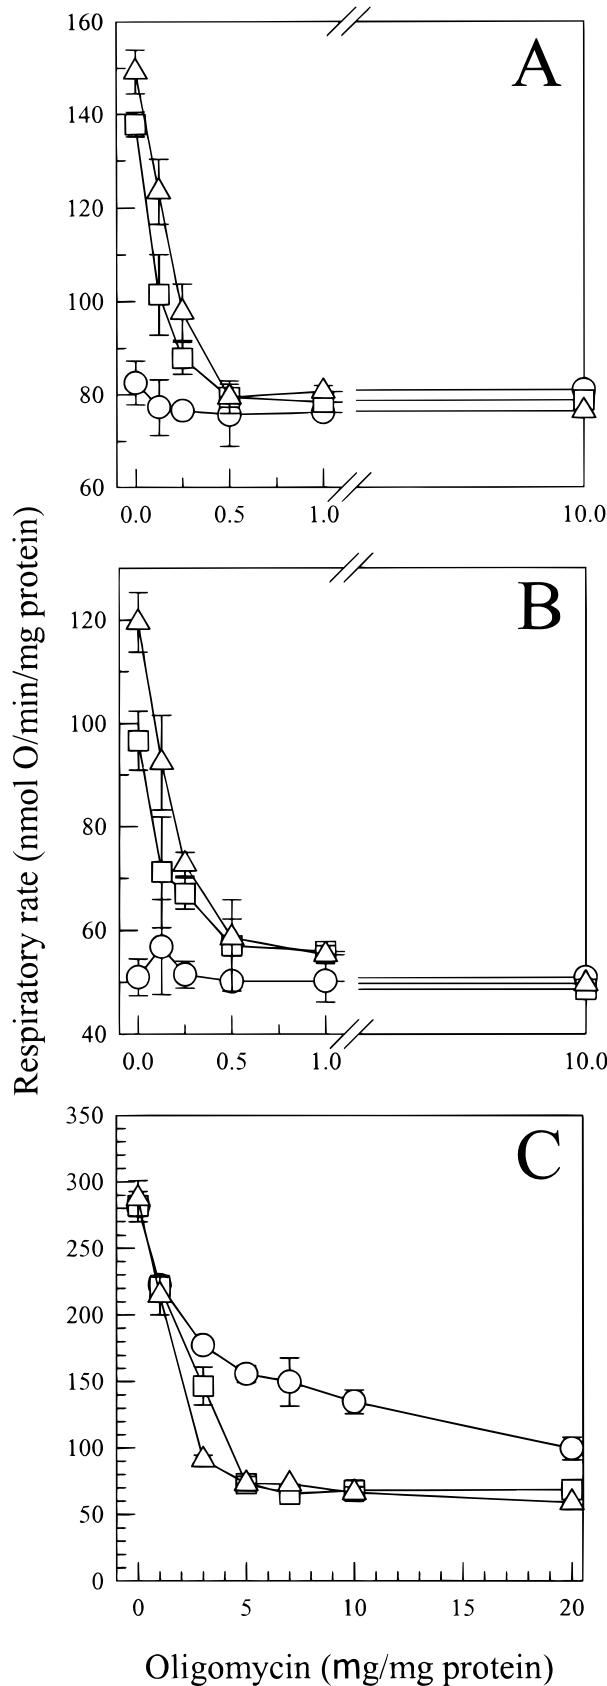 160
A
140
120
100
80
60
0.0 0.5 1.0 10.0
B
120
100
80
60
40
0.0 0.5 1.0 10.0
350
C
300
250
200
150
100
50
0
0 5 10 15 20
Respiratory rate (nmol O/min/mg protein)
Oligomycin (mg/mg protein)